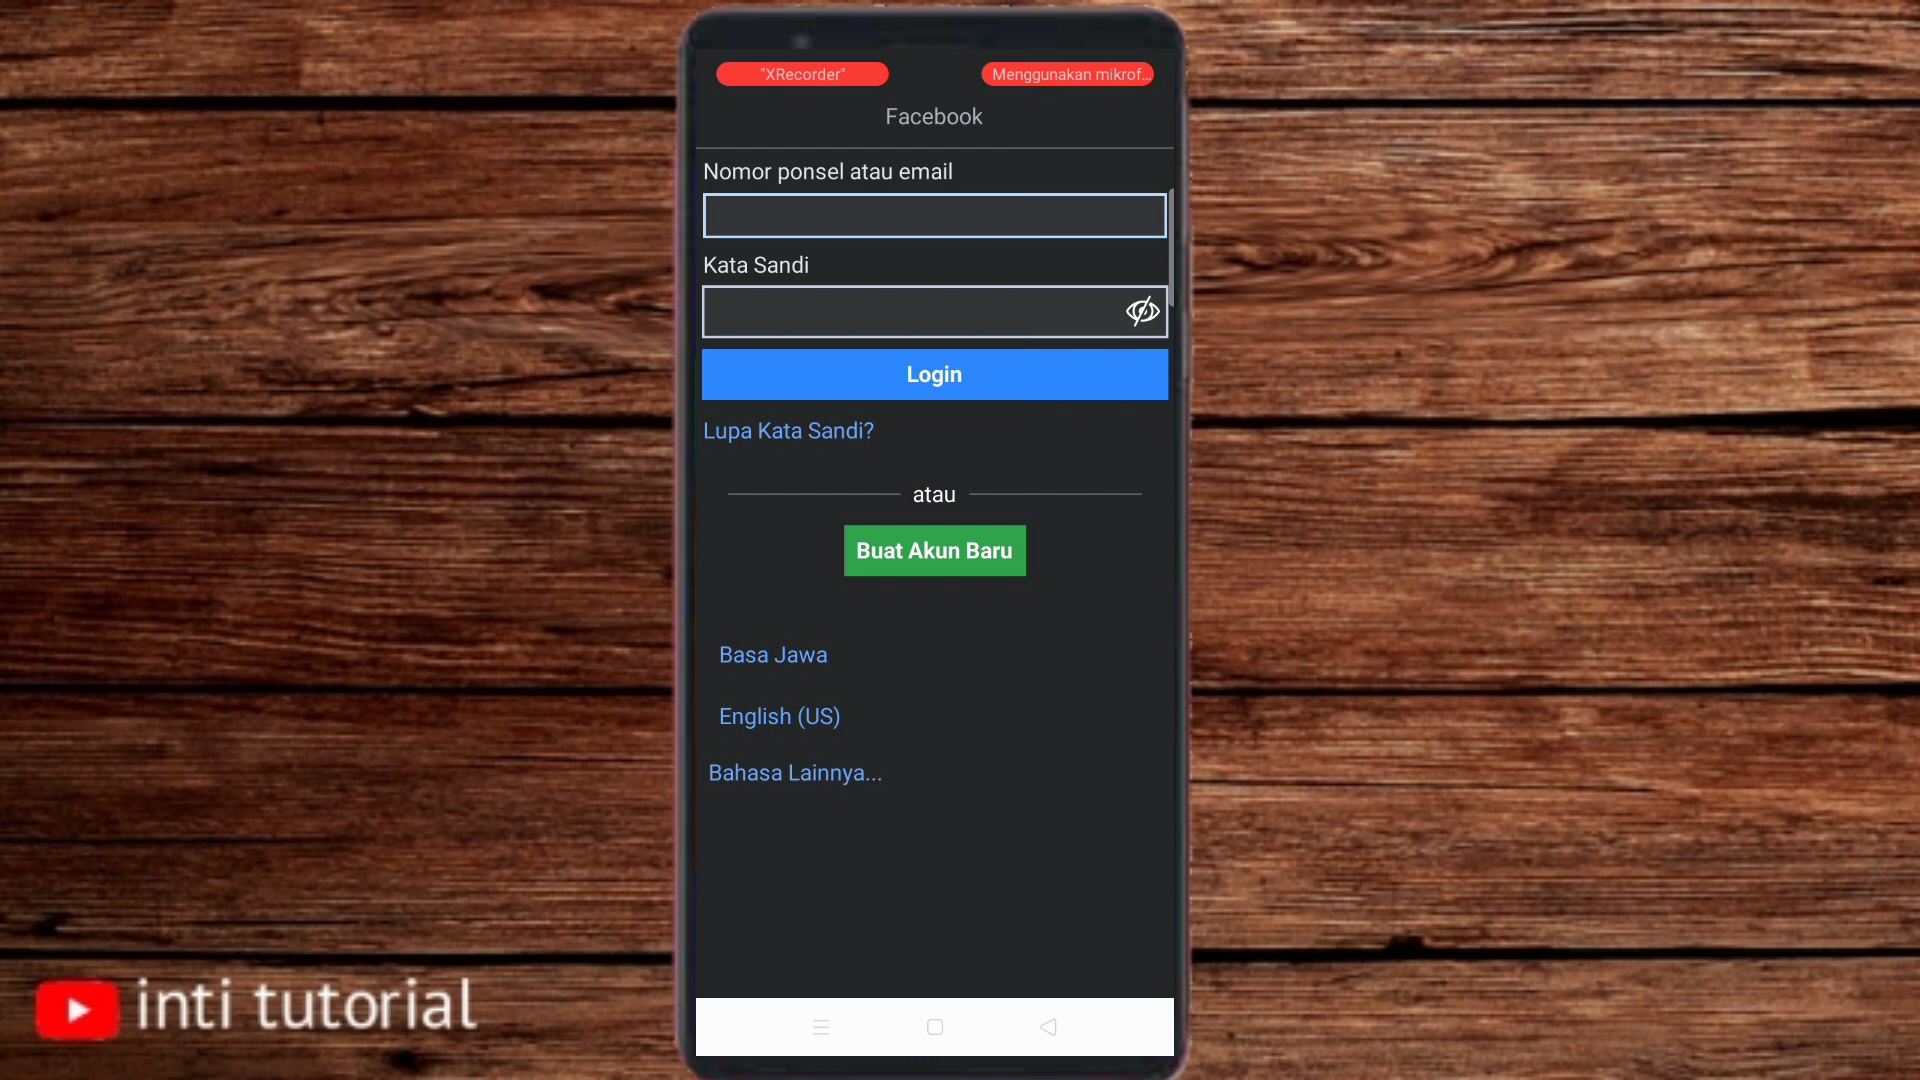 "XRecorder"
Menggunakan mikrof...
Facebook
Nomor ponsel atau email
Kata Sandi
Login
Lupa Kata Sandi?
atau
Buat Akun Baru
Basa Jawa
English (US)
Bahasa Lainnya...
inti tutorial